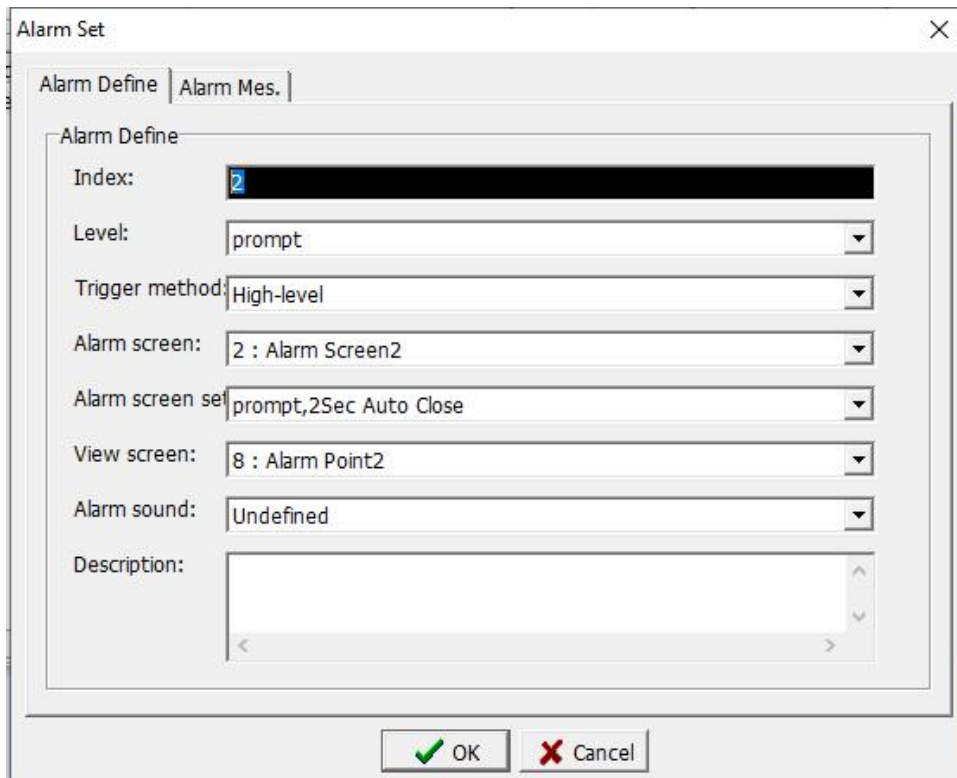 Alarm Set
Alarm Define Alarm Mes.
Alarm Define
Index: 2
Level: prompt
Trigger method: High-level
Alarm screen: 2 : Alarm Screen2
Alarm screen set prompt,2Sec Auto Close
View screen: 8 : Alarm Point2
Alarm sound: Undefined
Description:
OK Cancel